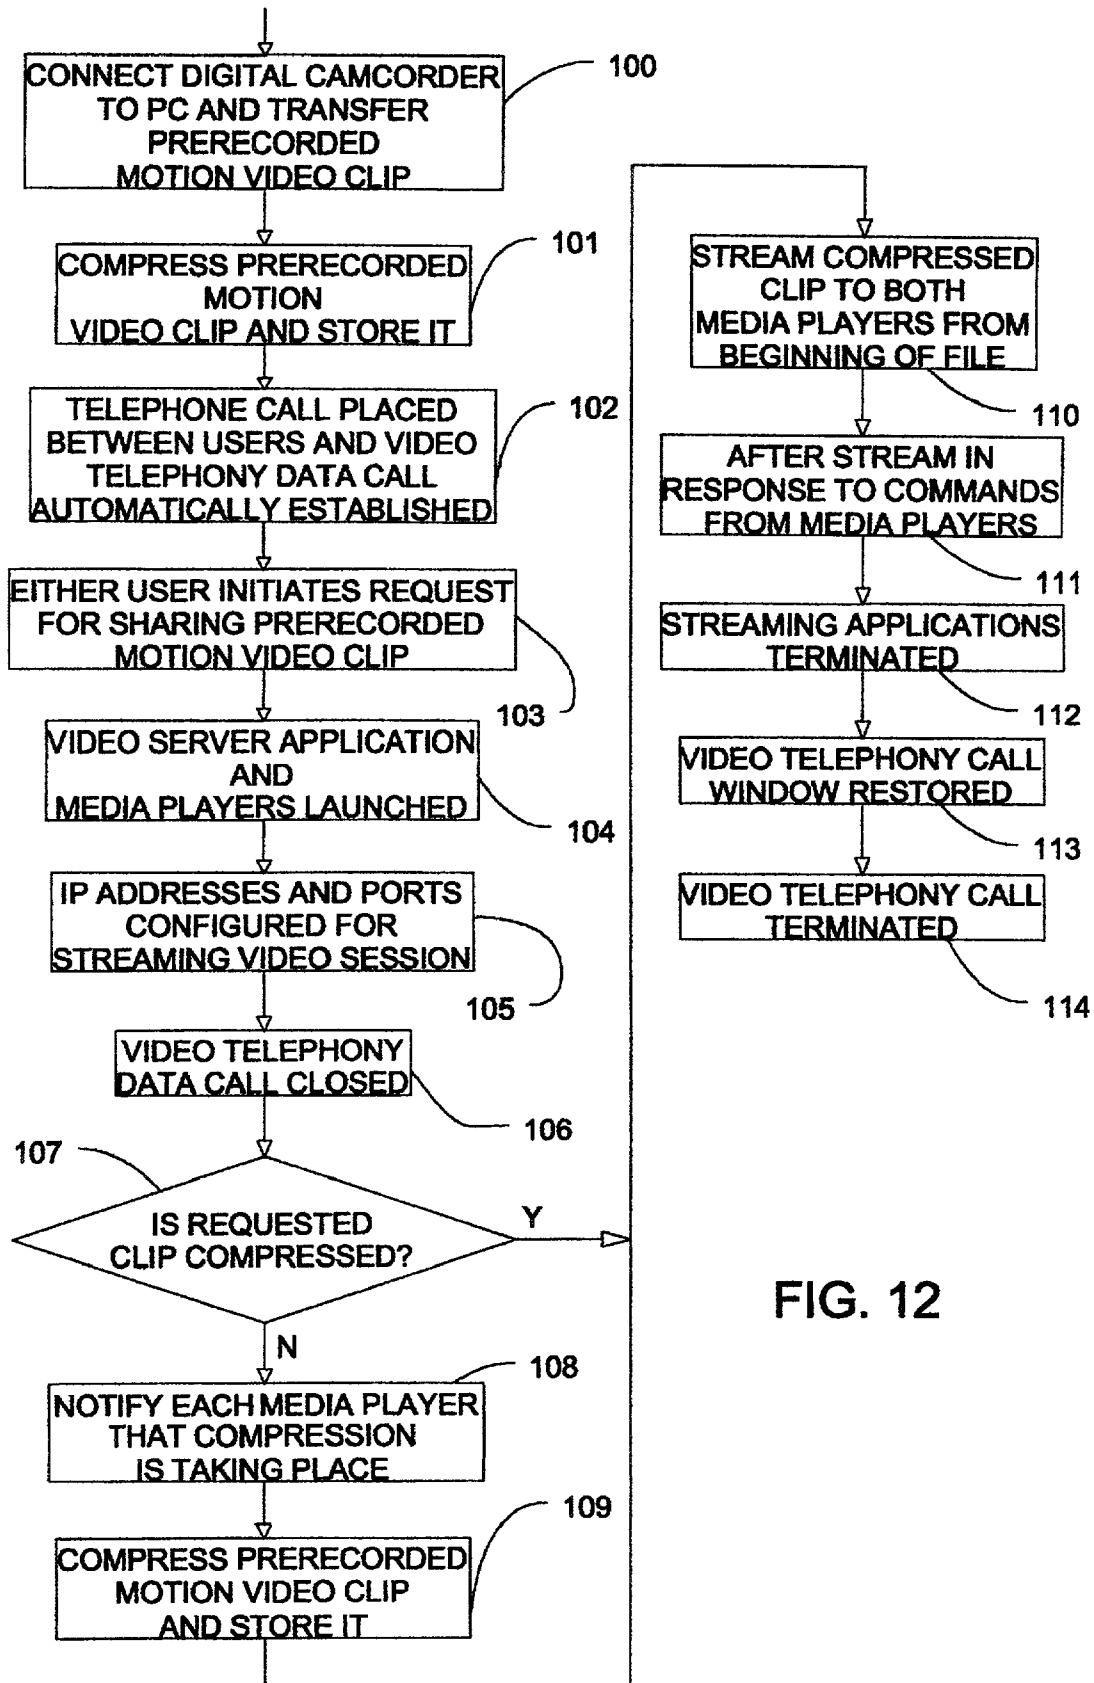 CONNECT DIGITAL CAMCORDER
TO PC AND TRANSFER
PRERECORDED
MOTION VIDEO CLIP
100
COMPRESS PRERECORDED
MOTION
VIDEO CLIP AND STORE IT
101
TELEPHONE CALL PLACED
BETWEEN USERS AND VIDEO
TELEPHONY DATA CALL
AUTOMATICALLY ESTABLISHED
102
EITHER USER INITIATES REQUEST
FOR SHARING PRERECORDED
MOTION VIDEO CLIP
103
VIDEO SERVER APPLICATION
AND
MEDIA PLAYERS LAUNCHED
104
IP ADDRESSES AND PORTS
CONFIGURED FOR
STREAMING VIDEO SESSION
105
VIDEO TELEPHONY
DATA CALL CLOSED
106
107
IS REQUESTED
CLIP COMPRESSED?
Y
N
NOTIFY EACH MEDIA PLAYER
THAT COMPRESSION
IS TAKING PLACE
108
COMPRESS PRERECORDED
MOTION VIDEO CLIP
AND STORE IT
109
STREAM COMPRESSED
CLIP TO BOTH
MEDIA PLAYERS FROM
BEGINNING OF FILE
110
AFTER STREAM IN
RESPONSE TO COMMANDS
FROM MEDIA PLAYERS
111
STREAMING APPLICATIONS
TERMINATED
112
VIDEO TELEPHONY CALL
WINDOW RESTORED
113
VIDEO TELEPHONY CALL
TERMINATED
114
FIG. 12